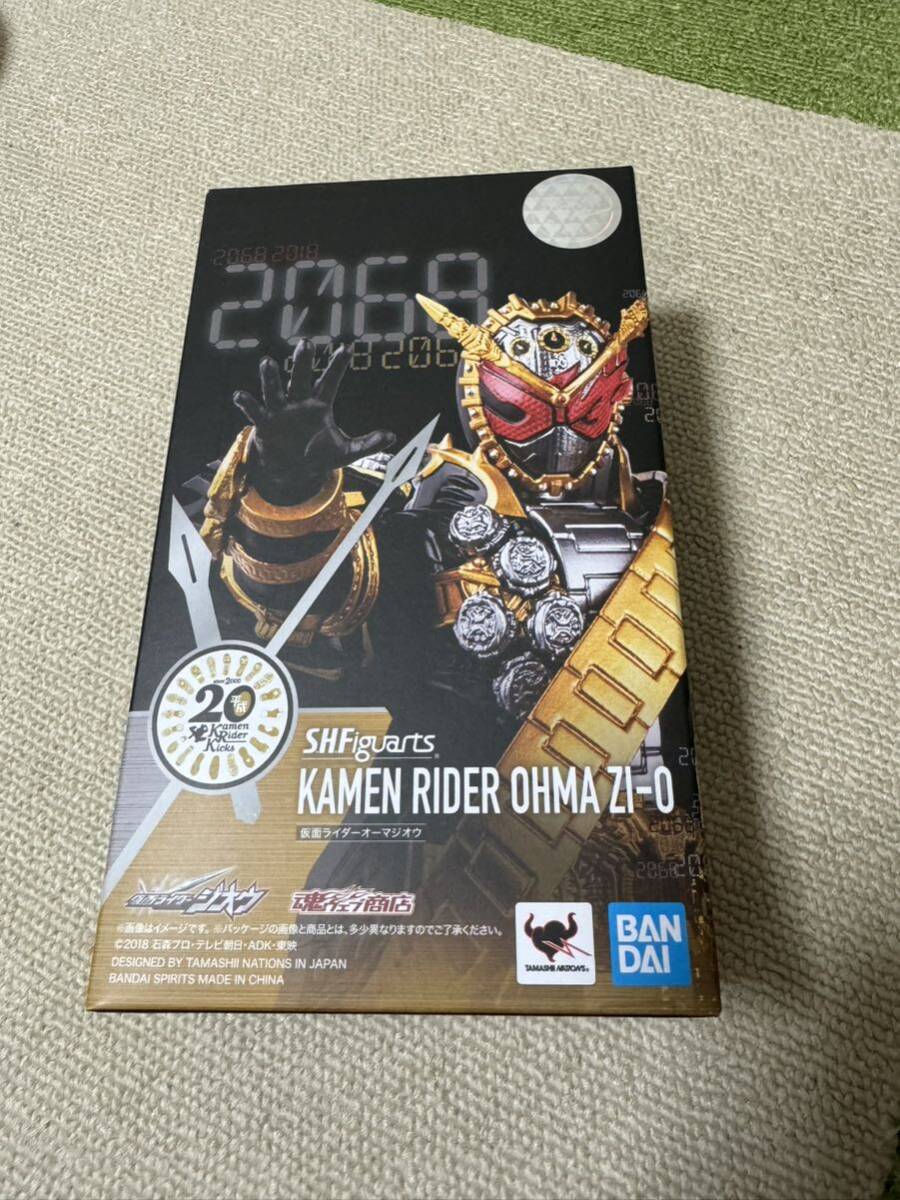 2068 2018
2068
2018 206
2068
since 2000
20 平成
Kamen
Rider
Kicks
S.H.Figuarts
KAMEN RIDER OHMA ZI-O
仮面ライダーオーマジオウ
仮面ライダージオウ
魂ウェブ商店
※画像はイメージです。※パッケージの画像と商品とは、多少異なりますのでご了承ください。
©2018 石森プロ・テレビ朝日・ADK・東映
DESIGNED BY TAMASHII NATIONS IN JAPAN
BANDAI SPIRITS MADE IN CHINA
TAMASHII NATIONS®
BAN
DAI
2068